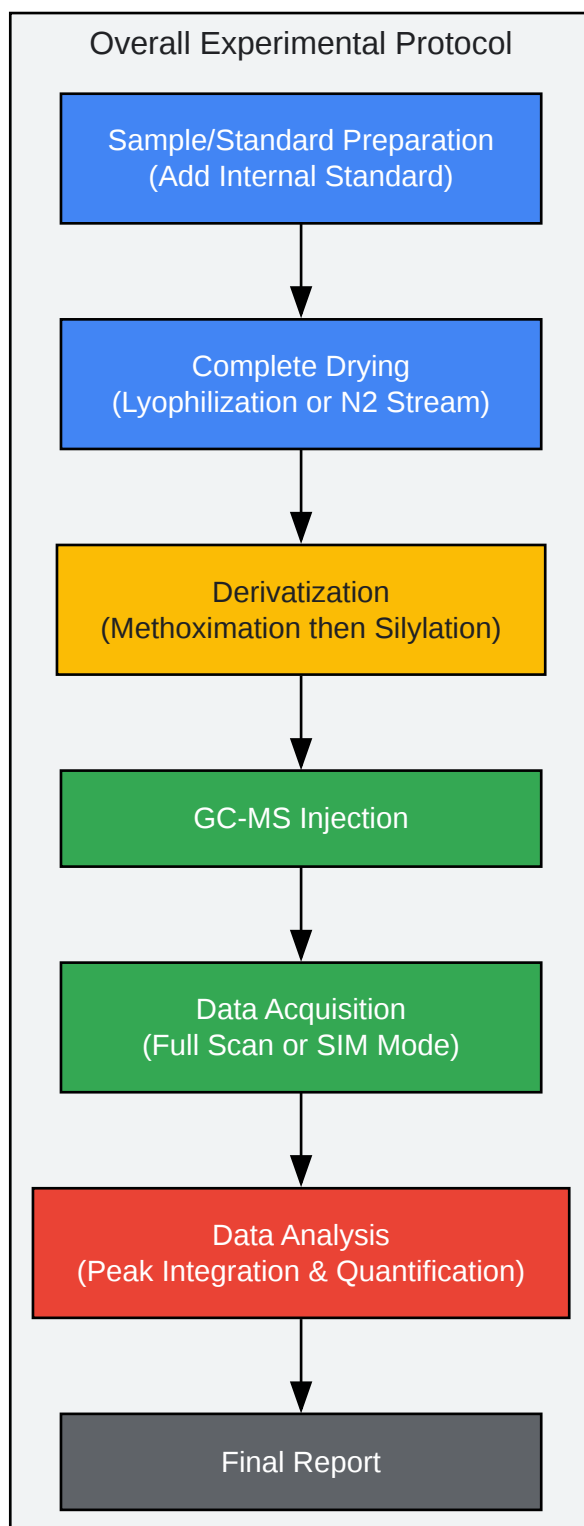 Overall Experimental Protocol
Sample/Standard Preparation
(Add Internal Standard)
Complete Drying
(Lyophilization or N2 Stream)
Derivatization
(Methoximation then Silylation)
GC-MS Injection
Data Acquisition
(Full Scan or SIM Mode)
Data Analysis
(Peak Integration & Quantification)
Final Report